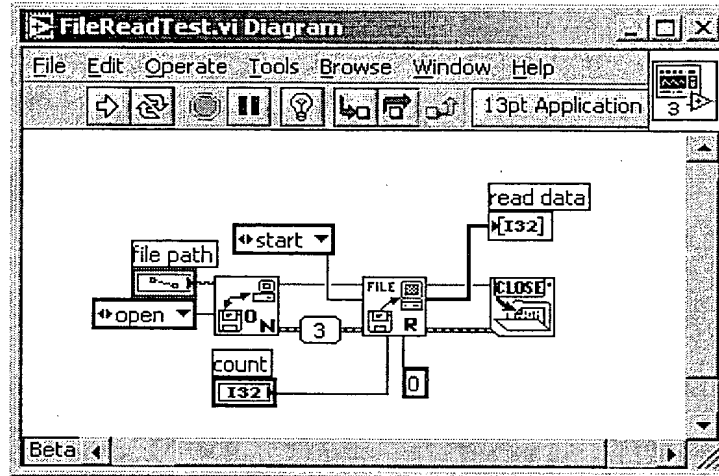 FileReadTest.vi Diagram
File Edit Operate Tools Browse Window Help
13pt Application
3
read data
[I32]
start
file path
open
O N
3
FILE
R
CLOSE
count
I32
0
Beta